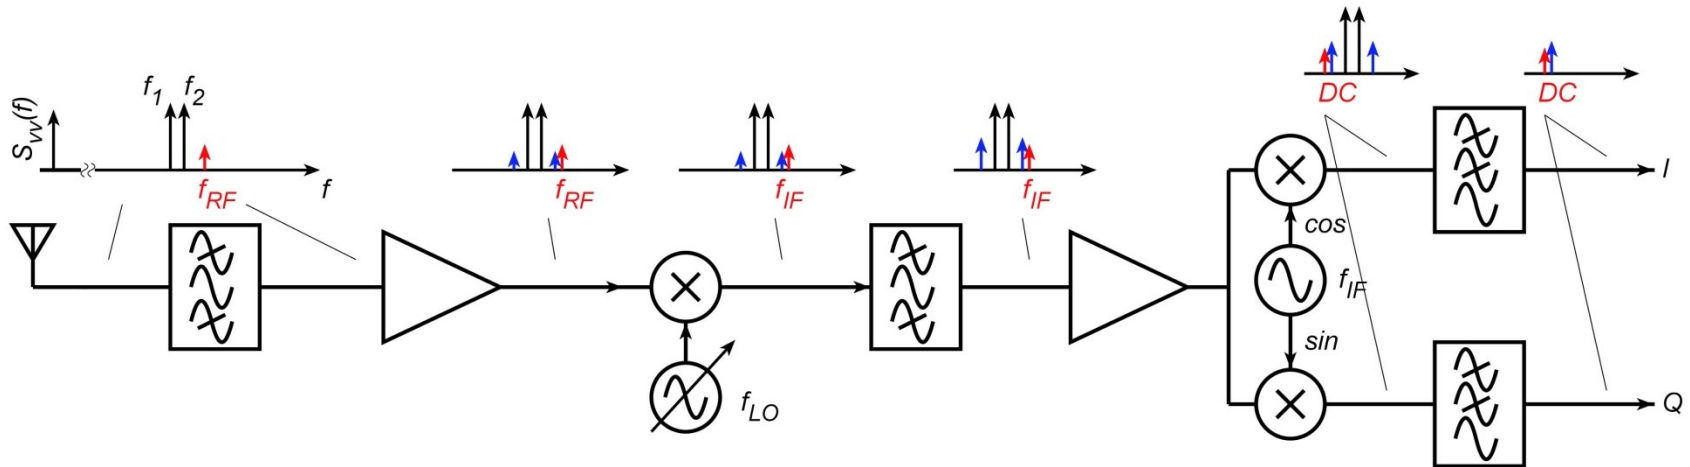 S_vv(f)
f_1 f_2
f_RF
f
f_RF
f_IF
f_IF
DC
DC
f_LO
cos
f_IF
sin
I
Q